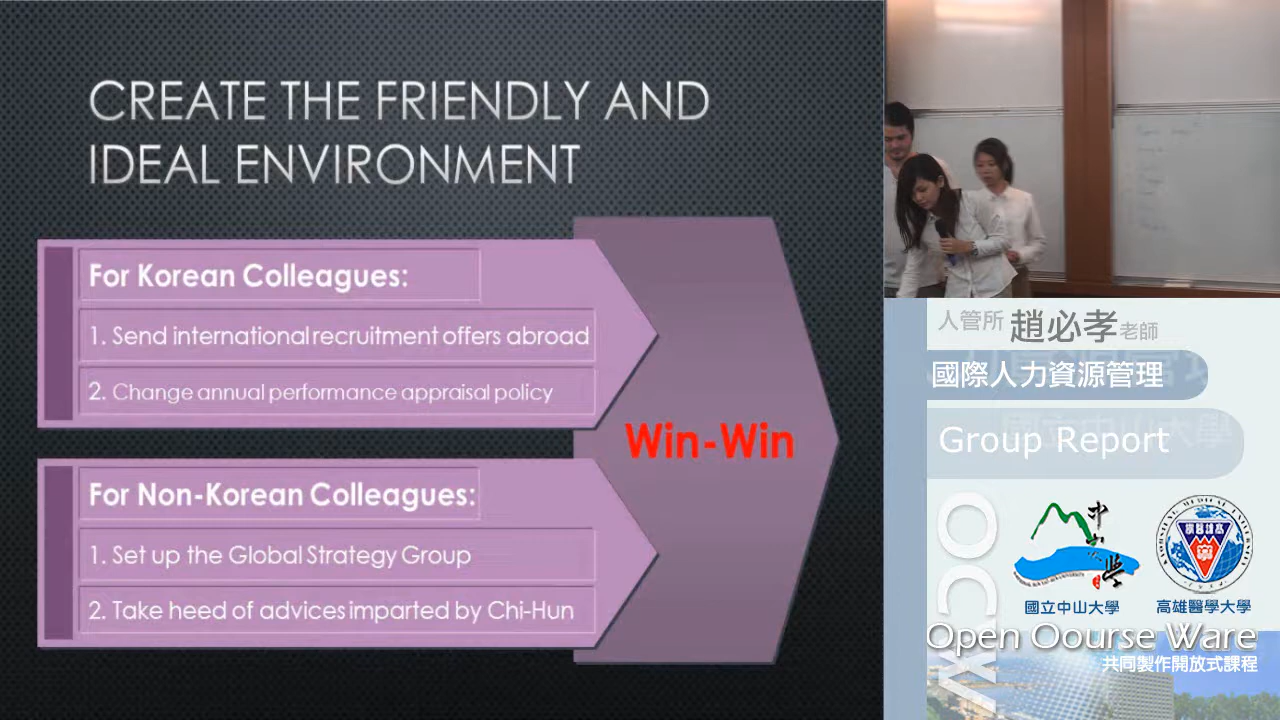 CREATE THE FRIENDLY AND
IDEAL ENVIRONMENT
For Korean Colleagues:
1. Send international recruitment offers abroad
2. Change annual performance appraisal policy
For Non-Korean Colleagues:
1. Set up the Global Strategy Group
2. Take heed of advices imparted by Chi-Hun
Win-Win
人管所 趙必孝老師
國際人力資源管理
Group Report
OCW
國立中山大學
高雄醫學大學
Open Oourse Ware
共同製作開放式課程